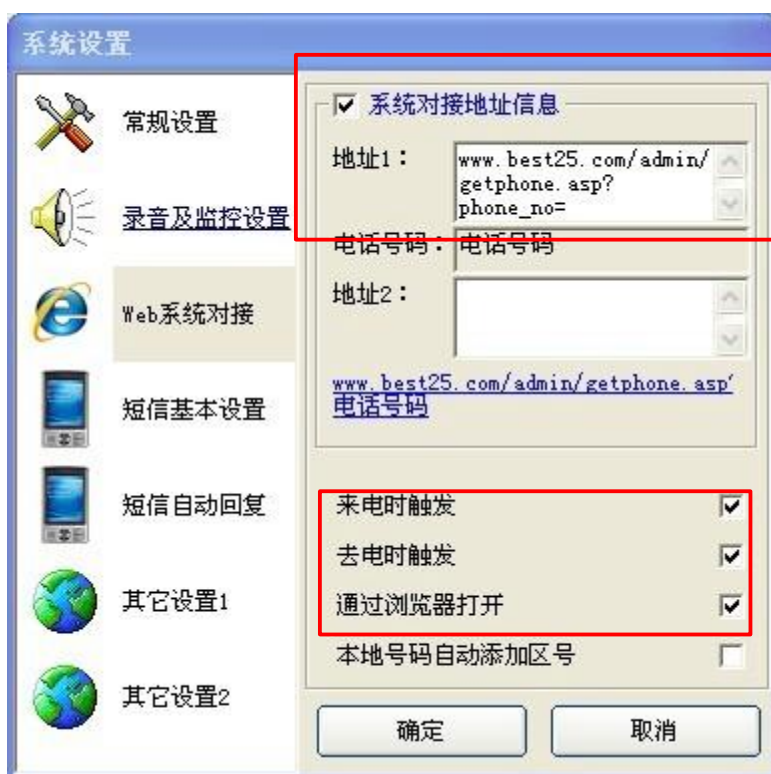 系统设置
常规设置
录音及监控设置
Web系统对接
短信基本设置
短信自动回复
其它设置1
其它设置2
系统对接地址信息
地址1：
www.best25.com/admin/
getphone.asp?
phone_no=
电话号码：
电话号码
地址2：
www.best25.com/admin/getphone.asp
电话号码
来电时触发
去电时触发
通过浏览器打开
本地号码自动添加区号
确定
取消